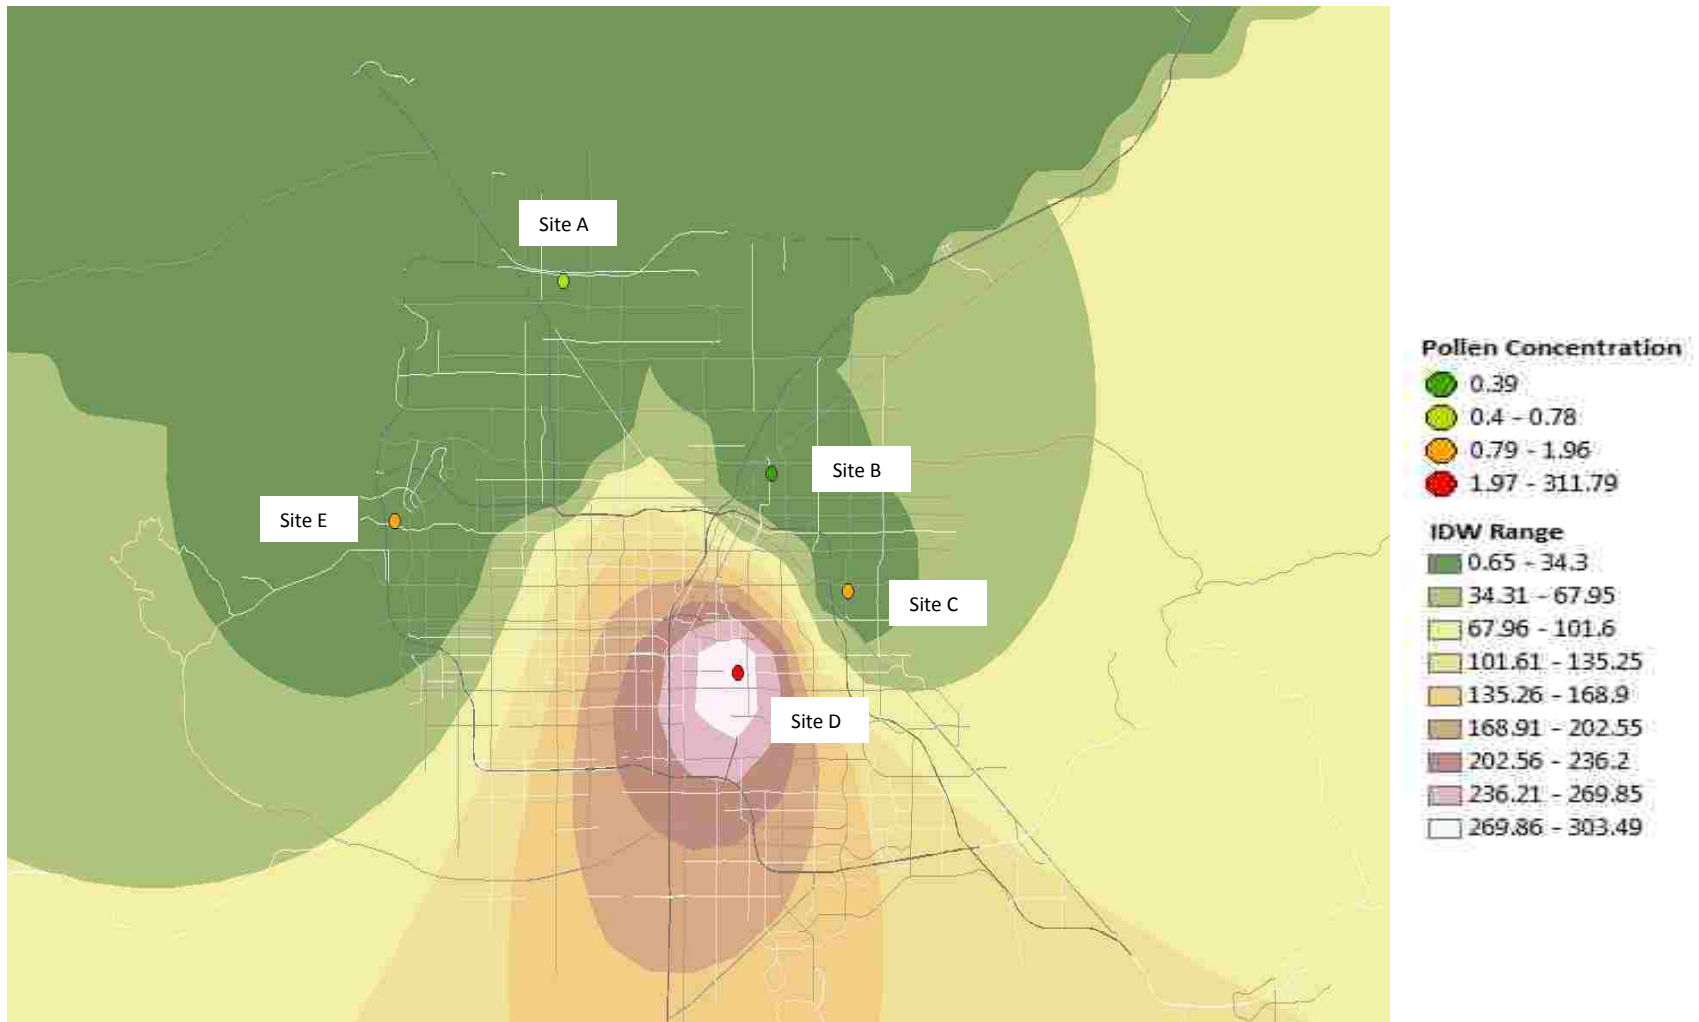 Site A
Site B
Site E
Site C
Site D
Pollen Concentration
0.39
0.4 - 0.78
0.79 - 1.96
1.97 - 311.79
IDW Range
0.65 - 34.3
34.31 - 67.95
67.96 - 101.6
101.61 - 135.25
135.26 - 168.9
168.91 - 202.55
202.56 - 236.2
236.21 - 269.85
269.86 - 303.49